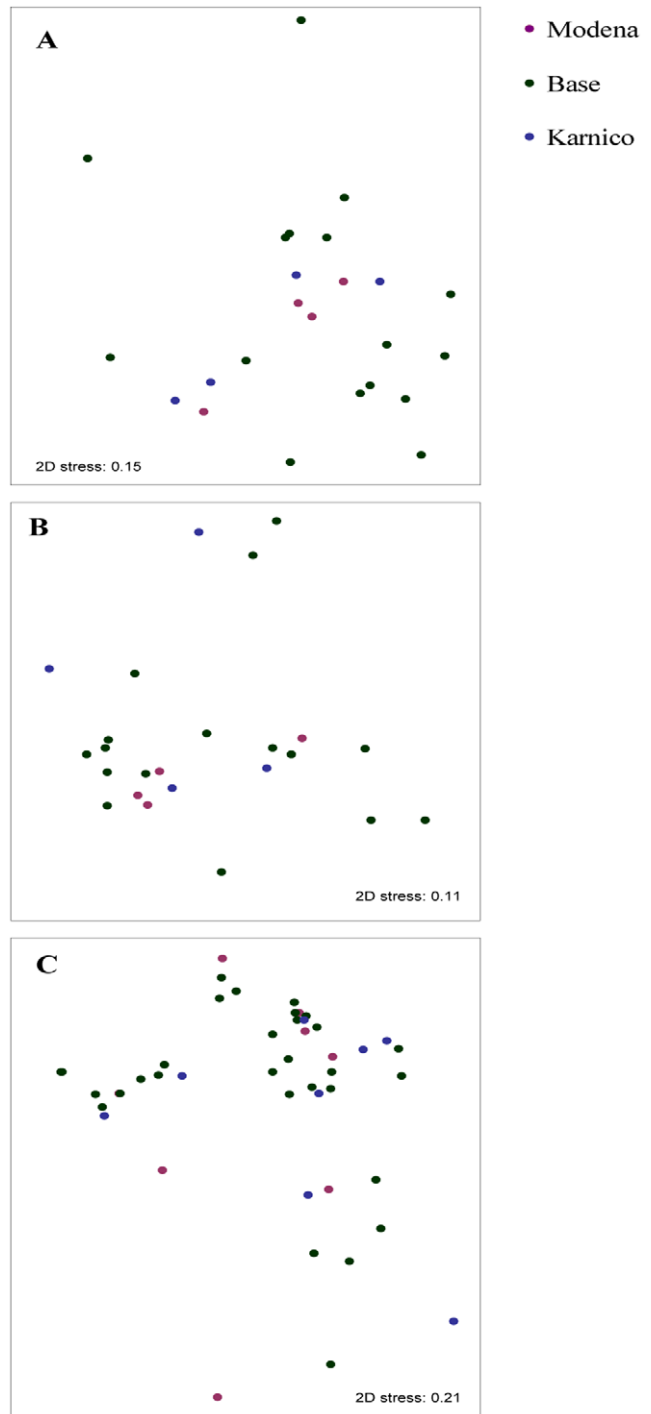 A
Modena
Base
Karnico
2D stress: 0.15
B
2D stress: 0.11
C
2D stress: 0.21